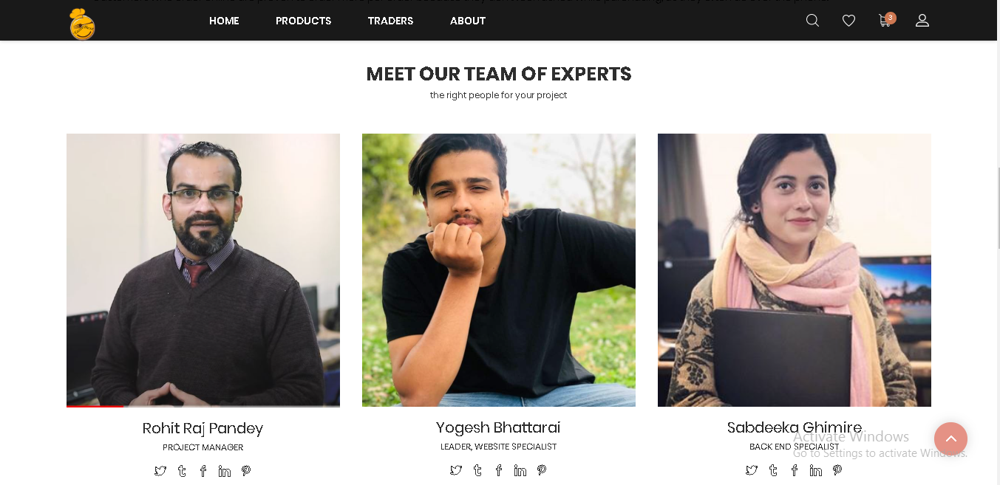 HOME PRODUCTS TRADERS ABOUT
3
MEET OUR TEAM OF EXPERTS
the right people for your project
Rohit Raj Pandey
PROJECT MANAGER
Yogesh Bhattarai
LEADER, WEBSITE SPECIALIST
Sabdeeka Ghimire
BACK END SPECIALIST
Activate Windows
Go to Settings to activate Windows.